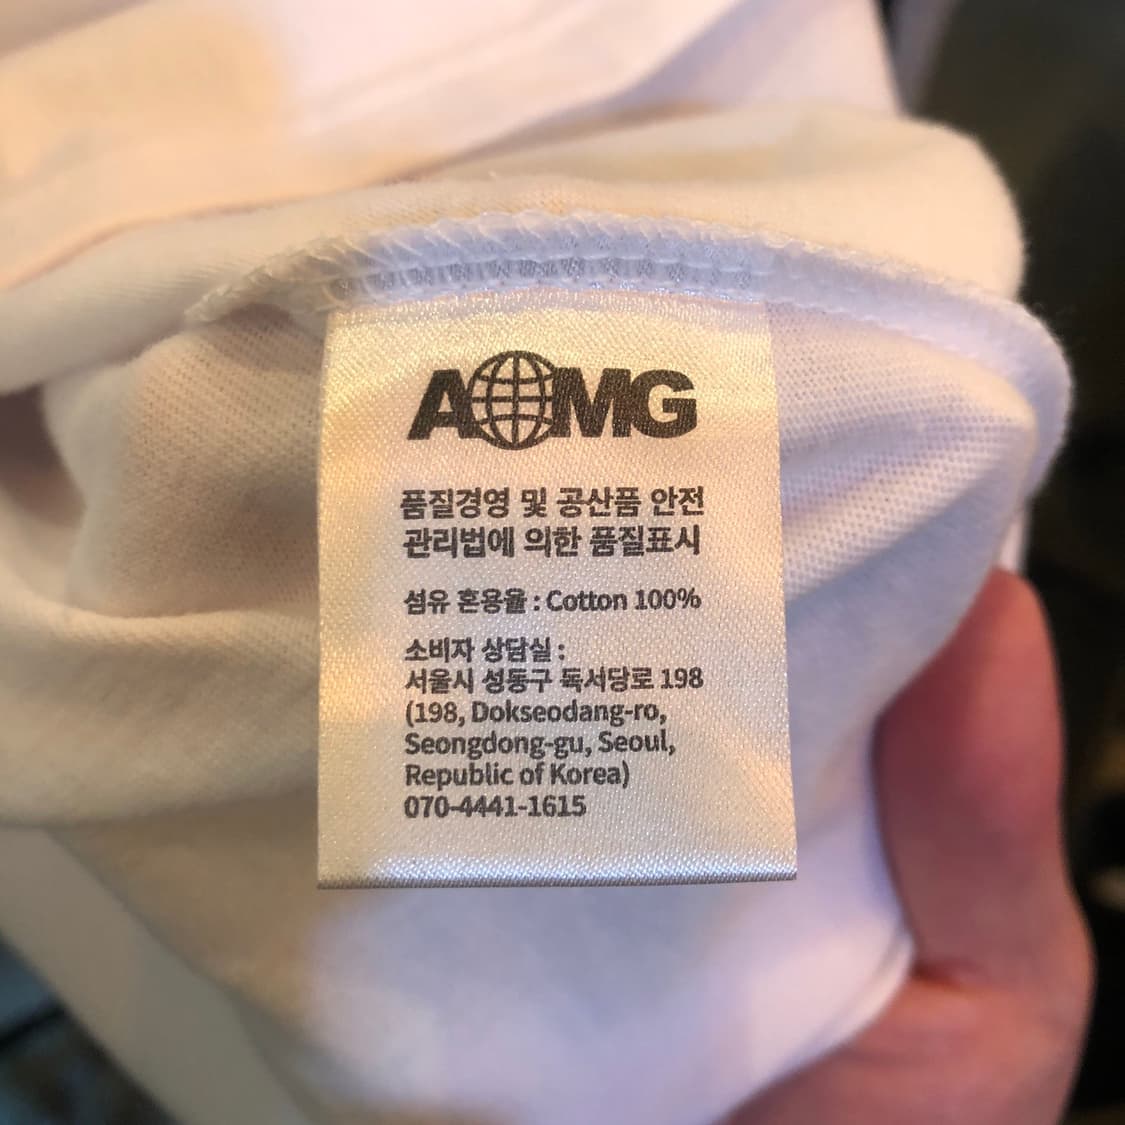 AOMG
품질경영 및 공산품 안전
관리법에 의한 품질표시
섬유 혼용율 : Cotton 100%
소비자 상담실 :
서울시 성동구 독서당로 198
(198, Dokseodang-ro,
Seongdong-gu, Seoul,
Republic of Korea)
070-4441-1615